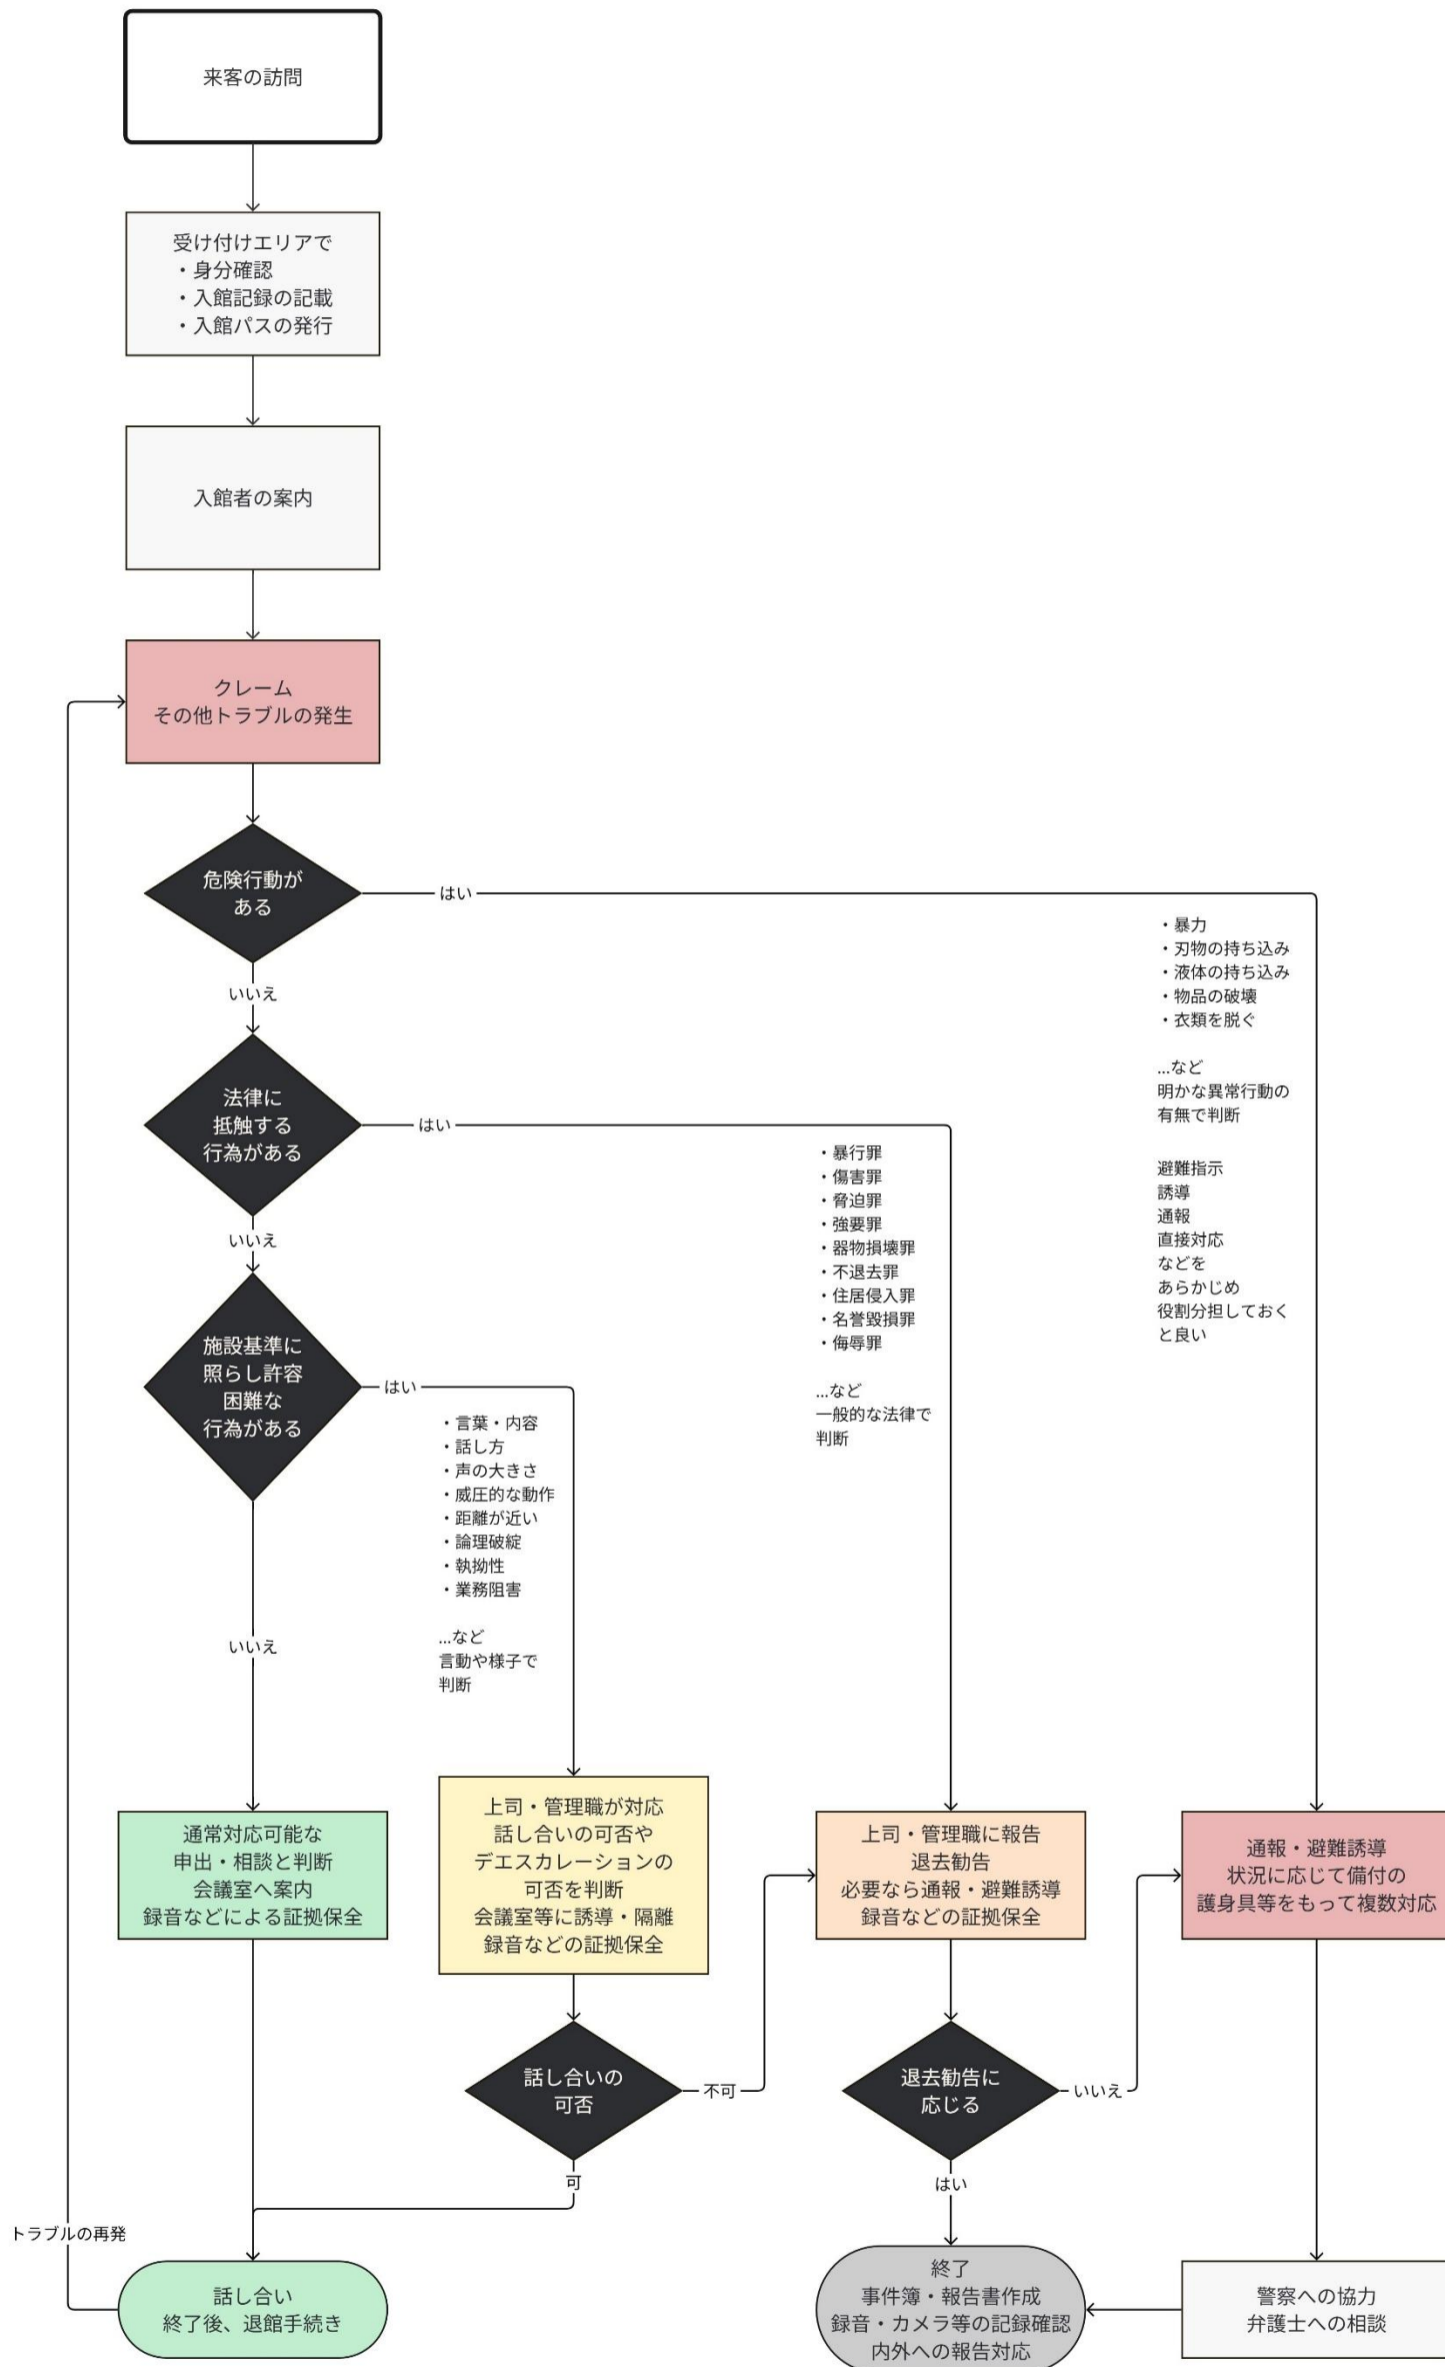 来客の訪問
受け付けエリアで
・身分確認
・入館記録の記載
・入館パスの発行
入館者の案内
クレーム
その他トラブルの発生
危険行動が
ある
はい
・暴力
・刃物の持ち込み
・液体の持ち込み
・物品の破壊
・衣類を脱ぐ
...など
明かな異常行動の
有無で判断
避難指示
誘導
通報
直接対応
などを
あらかじめ
役割分担しておく
と良い
いいえ
法律に
抵触する
行為がある
はい
・暴行罪
・傷害罪
・脅迫罪
・強要罪
・器物損壊罪
・不退去罪
・住居侵入罪
・名誉毀損罪
・侮辱罪
...など
一般的な法律で
判断
いいえ
施設基準に
照らし許容
困難な
行為がある
はい
・言葉・内容
・話し方
・声の大きさ
・威圧的な動作
・距離が近い
・論理破綻
・執拗性
・業務阻害
...など
言動や様子で
判断
いいえ
通常対応可能な
申出・相談と判断
会議室へ案内
録音などによる証拠保全
上司・管理職が対応
話し合いの可否や
デエスカレーションの
可否を判断
会議室等に誘導・隔離
録音などの証拠保全
上司・管理職に報告
退去勧告
必要なら通報・避難誘導
録音などの証拠保全
通報・避難誘導
状況に応じて備付の
護身具等をもって複数対応
話し合いの
可否
不可
可
退去勧告に
応じる
いいえ
はい
トラブルの再発
話し合い
終了後、退館手続き
終了
事件簿・報告書作成
録音・カメラ等の記録確認
内外への報告対応
警察への協力
弁護士への相談